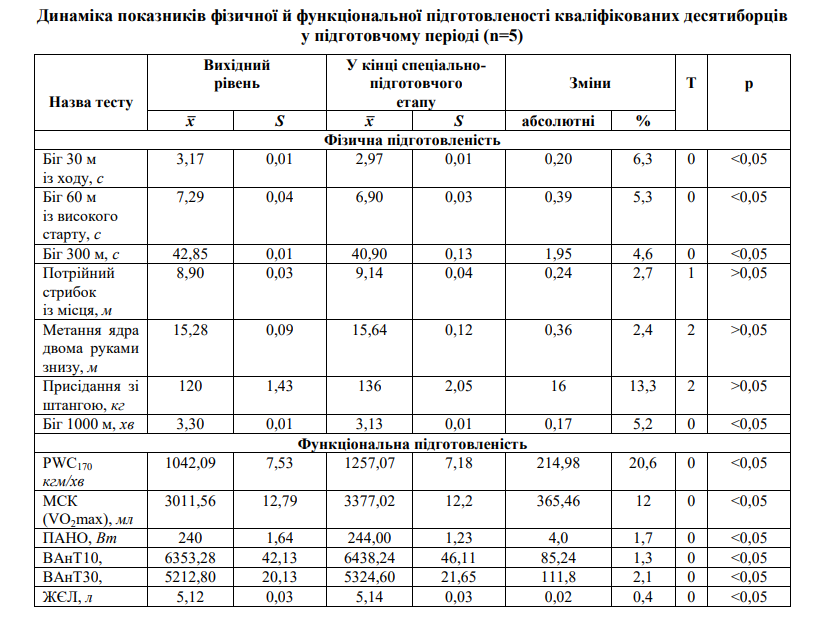 Динаміка показників фізичної й функціональної підготовленості кваліфікованих десятиборців
у підготовчому періоді (n=5)
Назва тесту
Вихідний
рівень
У кінці спеціально-
підготовчого
етапу
Зміни
Т
р
x̅ S x̅ S абсолютні %
Фізична підготовленість
Біг 30 м 3,17 0,01 2,97 0,01 0,20 6,3 0 <0,05
із ходу, с
Біг 60 м 7,29 0,04 6,90 0,03 0,39 5,3 0 <0,05
із високого
старту, с
Біг 300 м, с 42,85 0,01 40,90 0,13 1,95 4,6 0 <0,05
Потрійний 8,90 0,03 9,14 0,04 0,24 2,7 1 >0,05
стрибок
із місця, м
Метання ядра 15,28 0,09 15,64 0,12 0,36 2,4 2 >0,05
двома руками
знизу, м
Присідання зі 120 1,43 136 2,05 16 13,3 2 >0,05
штангою, кг
Біг 1000 м, хв 3,30 0,01 3,13 0,01 0,17 5,2 0 <0,05
Функціональна підготовленість
PWC₁₇₀ 1042,09 7,53 1257,07 7,18 214,98 20,6 0 <0,05
кгм/хв
МСК 3011,56 12,79 3377,02 12,2 365,46 12 0 <0,05
(VO₂max), мл
ПАНО, Вт 240 1,64 244,00 1,23 4,0 1,7 0 <0,05
ВАнТ10, 6353,28 42,13 6438,24 46,11 85,24 1,3 0 <0,05
ВАнТ30, 5212,80 20,13 5324,60 21,65 111,8 2,1 0 <0,05
ЖЄЛ, л 5,12 0,03 5,14 0,03 0,02 0,4 0 <0,05